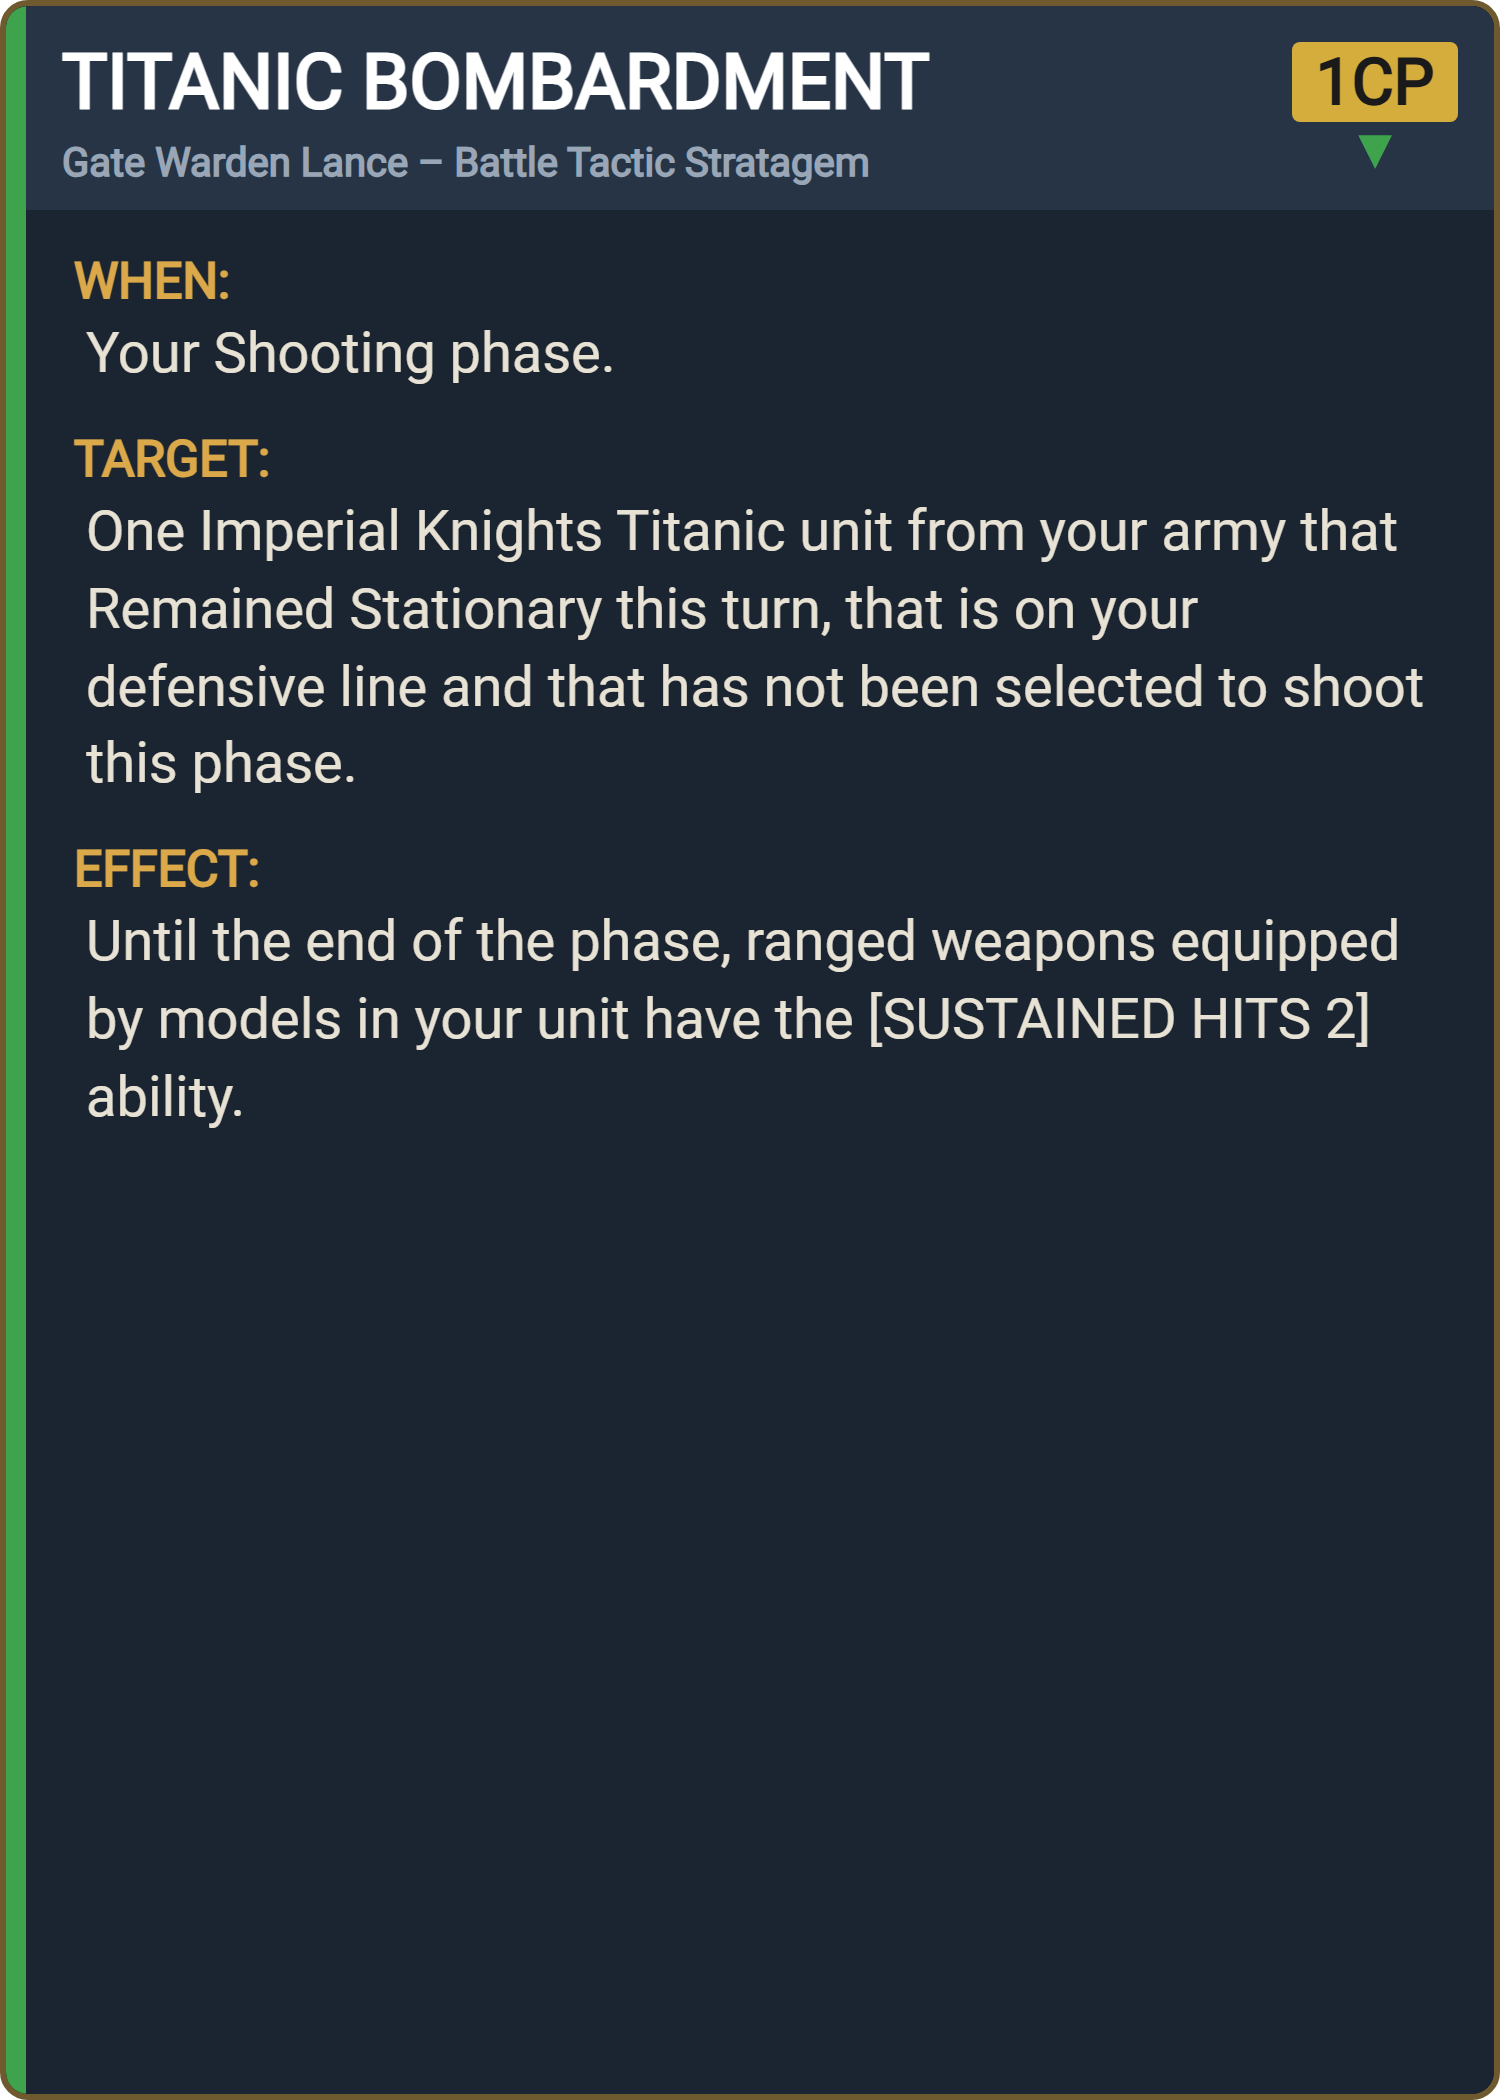 TITANIC BOMBARDMENT
1CP
Gate Warden Lance – Battle Tactic Stratagem
WHEN:
Your Shooting phase.
TARGET:
One Imperial Knights Titanic unit from your army that
Remained Stationary this turn, that is on your
defensive line and that has not been selected to shoot
this phase.
EFFECT:
Until the end of the phase, ranged weapons equipped
by models in your unit have the [SUSTAINED HITS 2]
ability.